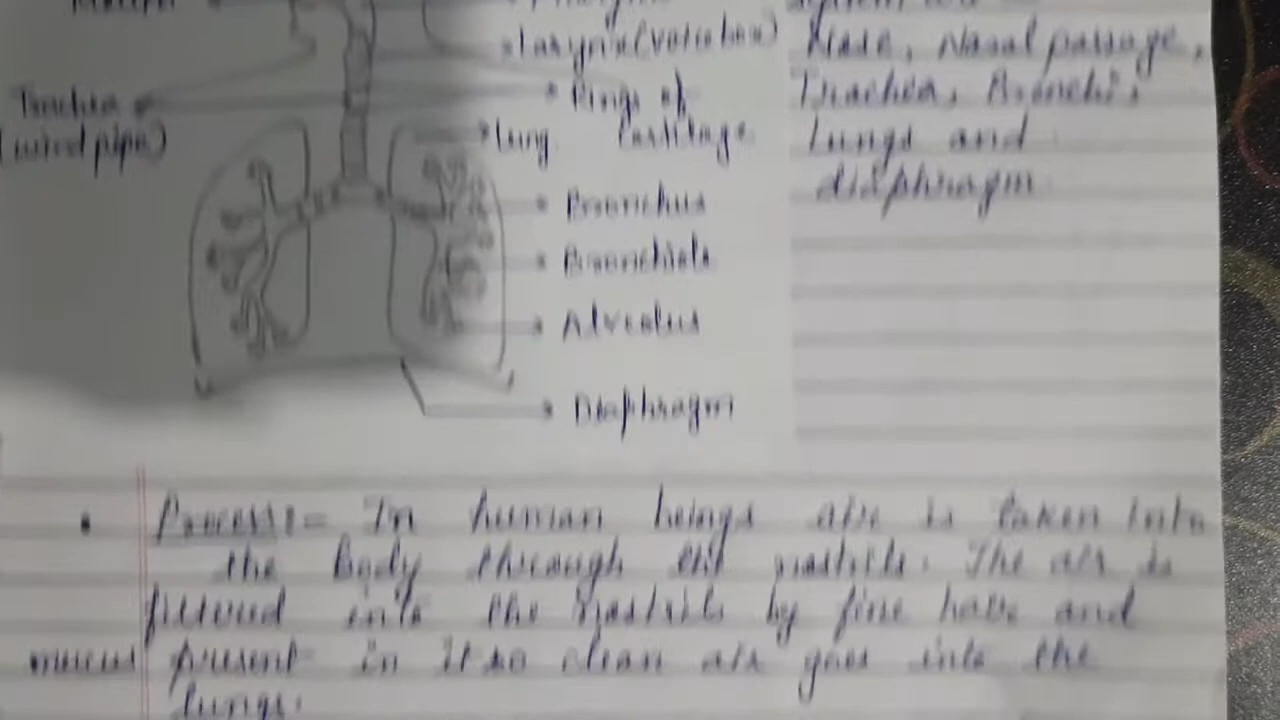 Larynx (voice box)
Nose, Nasal passage,
Trachea
Rings of
Trachea, Bronchi,
(wind pipe)
Lung
Cartilage
Lungs and
diaphragm
Bronchus
Bronchiole
Alveolus
Diaphragm
• Process:- In human beings air is taken into
the body through the nostrils. The air is
filtered into the nostrils by fine hairs and
mucus present in it so clean air goes into the
lungs.